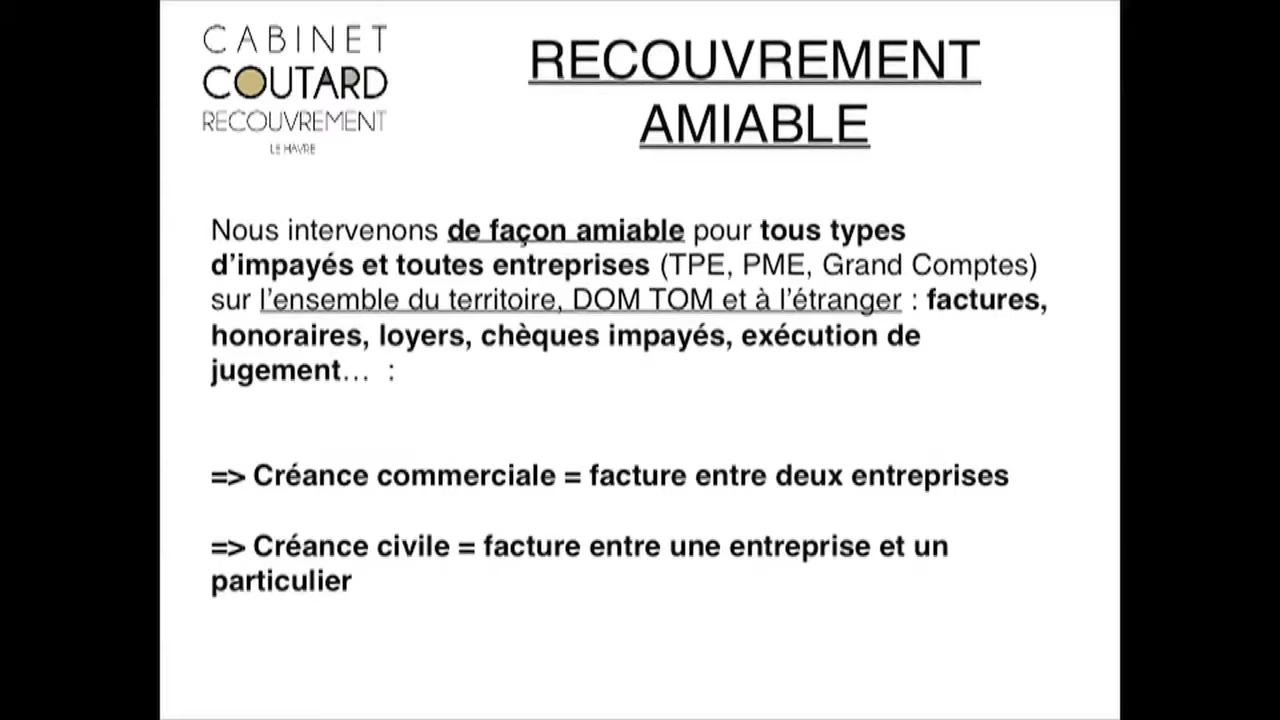 CABINET
COUTARD
RECOUVREMENT
LE HAVRE
RECOUVREMENT
AMIABLE
Nous intervenons de façon amiable pour tous types
d’impayés et toutes entreprises (TPE, PME, Grand Comptes)
sur l’ensemble du territoire, DOM TOM et à l’étranger : factures,
honoraires, loyers, chèques impayés, exécution de
jugement… :
=> Créance commerciale = facture entre deux entreprises
=> Créance civile = facture entre une entreprise et un
particulier